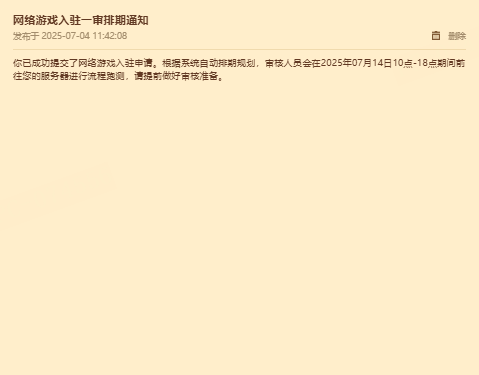 网络游戏入驻一审排期通知
发布于 2025-07-04 11:42:08
删除
你已成功提交了网络游戏入驻申请。根据系统自动排期规划，审核人员会在2025年07月14日10点-18点期间前
往您的服务器进行流程跑测，请提前做好审核准备。